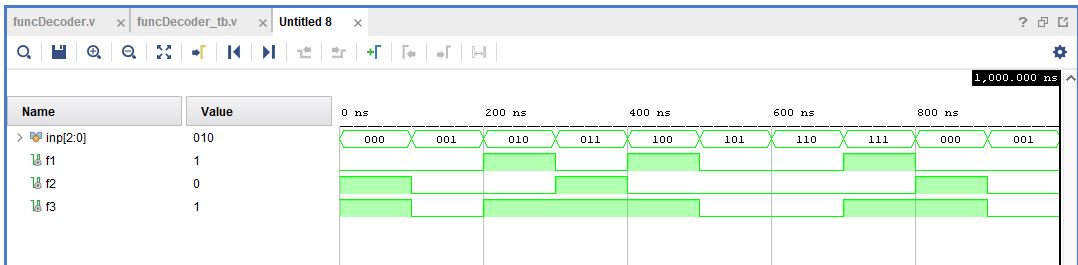 funcDecoder.v × funcDecoder_tb.v × Untitled 8 × ?
1,000.000 ns
Name Value 0 ns 200 ns 400 ns 600 ns 800 ns
inp[2:0] 010 000 001 010 011 100 101 110 111 000 001
f1 1
f2 0
f3 1